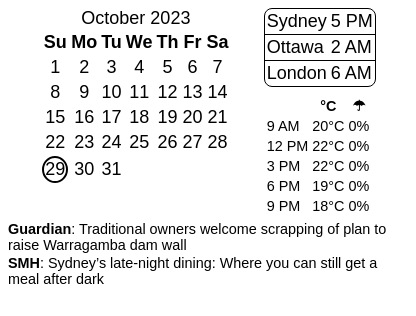 October 2023
Su Mo Tu We Th Fr Sa
1 2 3 4 5 6 7
8 9 10 11 12 13 14
15 16 17 18 19 20 21
22 23 24 25 26 27 28
29 30 31
Sydney 5 PM
Ottawa 2 AM
London 6 AM
°C ☂
9 AM 20°C 0%
12 PM 22°C 0%
3 PM 22°C 0%
6 PM 19°C 0%
9 PM 18°C 0%
Guardian: Traditional owners welcome scrapping of plan to
raise Warragamba dam wall
SMH: Sydney’s late-night dining: Where you can still get a
meal after dark